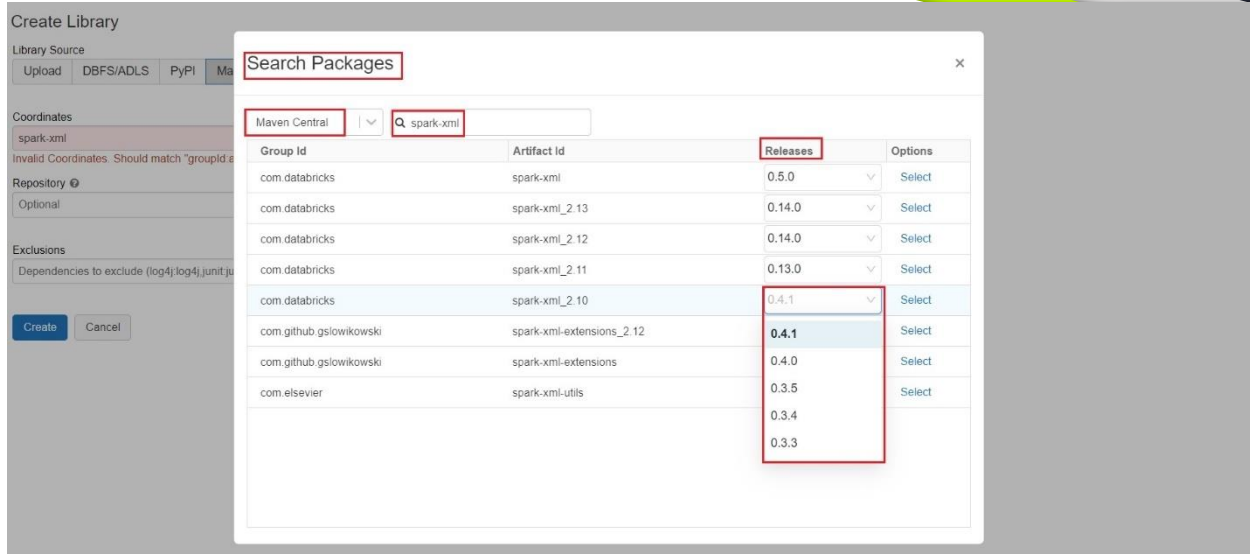 Create Library
Library Source
Upload DBFS/ADLS PyPI Ma
Coordinates
spark-xml
Invalid Coordinates. Should match "groupId:a
Repository
Optional
Exclusions
Dependencies to exclude (log4j:log4j,junit:ju
Create Cancel
Search Packages
Maven Central spark-xml
Group Id Artifact Id Releases Options
com.databricks spark-xml 0.5.0 Select
com.databricks spark-xml_2.13 0.14.0 Select
com.databricks spark-xml_2.12 0.14.0 Select
com.databricks spark-xml_2.11 0.13.0 Select
com.databricks spark-xml_2.10 0.4.1 Select
com.github.gslowikowski spark-xml-extensions_2.12 Select
com.github.gslowikowski spark-xml-extensions Select
com.elsevier spark-xml-utils Select
0.4.1
0.4.0
0.3.5
0.3.4
0.3.3